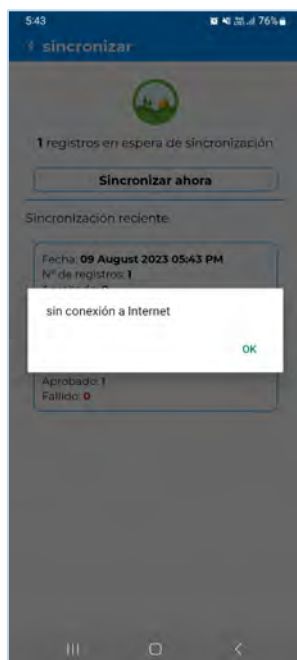 5:43
76%
sincronizar
1 registros en espera de sincronización
Sincronizar ahora
Sincronización reciente
Fecha: 09 August 2023 05:43 PM
Nº de registros: 1
sin conexión a Internet
OK
Aprobado: 1
Fallido: 0